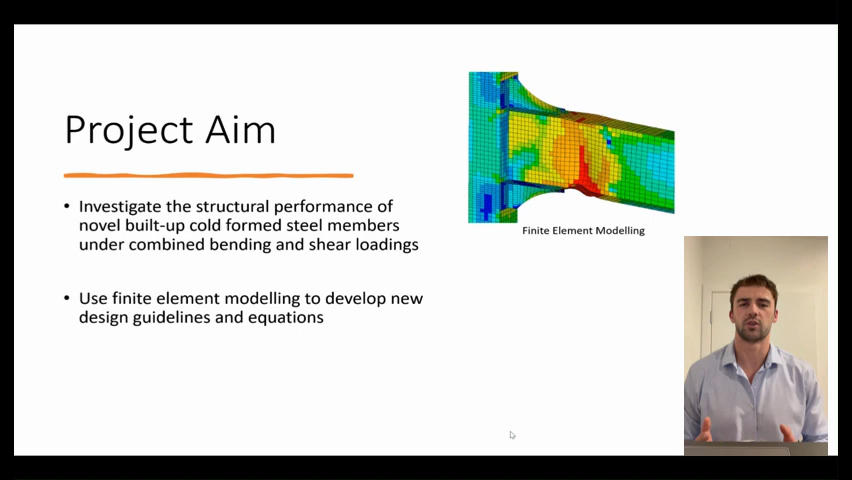 Project Aim
• Investigate the structural performance of
novel built-up cold formed steel members
under combined bending and shear loadings
• Use finite element modelling to develop new
design guidelines and equations
Finite Element Modelling